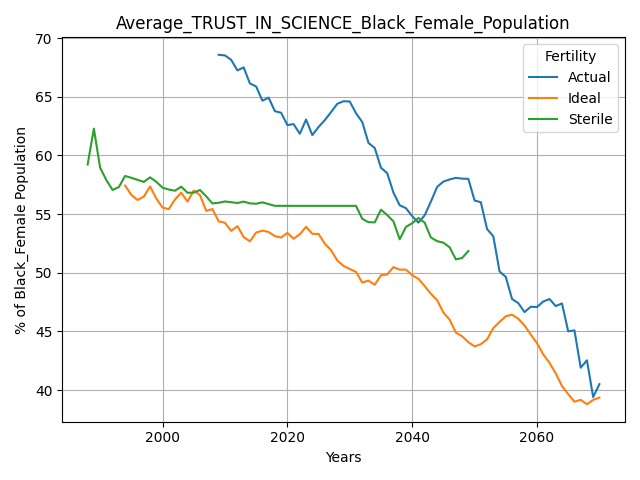 Average_TRUST_IN_SCIENCE_Black_Female_Population
Fertility
Actual
Ideal
Sterile
% of Black_Female Population
70
65
60
55
50
45
40
2000
2020
2040
2060
Years